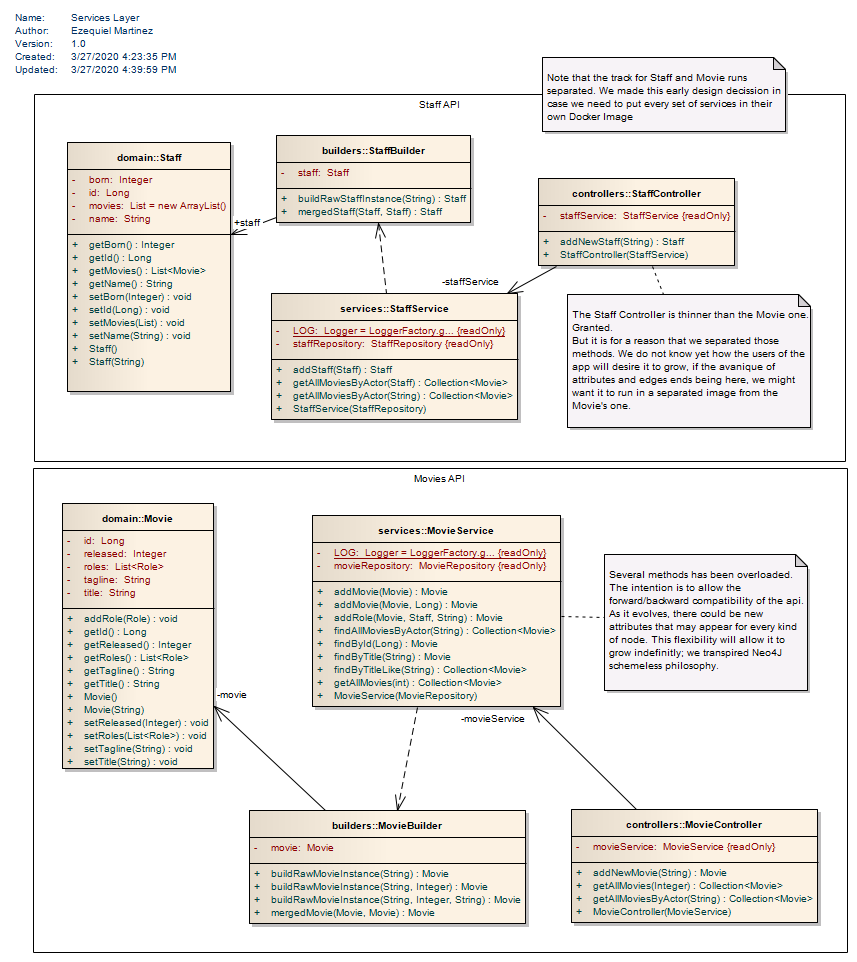 Name: Services Layer
Author: Ezequiel Martinez
Version: 1.0
Created: 3/27/2020 4:23:35 PM
Updated: 3/27/2020 4:39:59 PM
Note that the track for Staff and Movie runs
separated. We made this early design decission in
case we need to put every set of services in their
own Docker Image
Staff API
domain::Staff
- born: Integer
- id: Long
- movies: List = new ArrayList()
- name: String
+ getBorn() : Integer
+ getId() : Long
+ getMovies() : List<Movie>
+ getName() : String
+ setBorn(Integer) : void
+ setId(Long) : void
+ setMovies(List) : void
+ setName(String) : void
+ Staff()
+ Staff(String)
+staff
builders::StaffBuilder
- staff: Staff
+ buildRawStaffInstance(String) : Staff
+ mergedStaff(Staff, Staff) : Staff
controllers::StaffController
- staffService: StaffService {readOnly}
+ addNewStaff(String) : Staff
+ StaffController(StaffService)
-staffService
services::StaffService
- LOG: Logger = LoggerFactory.g... {readOnly}
- staffRepository: StaffRepository {readOnly}
+ addStaff(Staff) : Staff
+ getAllMoviesByActor(Staff) : Collection<Movie>
+ getAllMoviesByActor(String) : Collection<Movie>
+ StaffService(StaffRepository)
The Staff Controller is thinner than the Movie one.
Granted.
But it is for a reason that we separated those
methods. We do not know yet how the users of the
app will desire it to grow, if the avanique of
attributes and edges ends being here, we might
want it to run in a separated image from the
Movie's one.
Movies API
domain::Movie
- id: Long
- released: Integer
- roles: List<Role>
- tagline: String
- title: String
+ addRole(Role) : void
+ getId() : Long
+ getReleased() : Integer
+ getRoles() : List<Role>
+ getTagline() : String
+ getTitle() : String
+ Movie()
+ Movie(String)
+ setReleased(Integer) : void
+ setRoles(List<Role>) : void
+ setTagline(String) : void
+ setTitle(String) : void
-movie
services::MovieService
- LOG: Logger = LoggerFactory.g... {readOnly}
- movieRepository: MovieRepository {readOnly}
+ addMovie(Movie) : Movie
+ addMovie(Movie, Long) : Movie
+ addRole(Movie, Staff, String) : Movie
+ findAllMoviesByActor(String) : Collection<Movie>
+ findById(Long) : Movie
+ findByTitle(String) : Movie
+ findByTitleLike(String) : Collection<Movie>
+ getAllMovies(int) : Collection<Movie>
+ MovieService(MovieRepository)
-movieService
Several methods has been overloaded.
The intention is to allow the
forward/backward compatibility of the api.
As it evolves, there could be new
attributes that may appear for every kind
of node. This flexibility will allow it to
grow indefinitly; we transpired Neo4J
schemeless philosophy.
builders::MovieBuilder
- movie: Movie
+ buildRawMovieInstance(String) : Movie
+ buildRawMovieInstance(String, Integer) : Movie
+ buildRawMovieInstance(String, Integer, String) : Movie
+ mergedMovie(Movie, Movie) : Movie
controllers::MovieController
- movieService: MovieService {readOnly}
+ addNewMovie(String) : Movie
+ getAllMovies(Integer) : Collection<Movie>
+ getAllMoviesByActor(String) : Collection<Movie>
+ MovieController(MovieService)